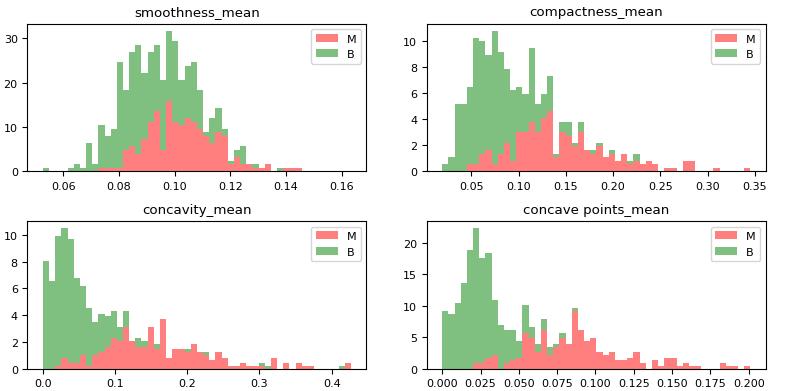 smoothness_mean
30
20
10
0
0.06 0.08 0.10 0.12 0.14 0.16
M
B
compactness_mean
10
8
6
4
2
0
0.05 0.10 0.15 0.20 0.25 0.30 0.35
M
B
concavity_mean
10
8
6
4
2
0
0.0 0.1 0.2 0.3 0.4
M
B
concave points_mean
20
15
10
5
0
0.000 0.025 0.050 0.075 0.100 0.125 0.150 0.175 0.200
M
B